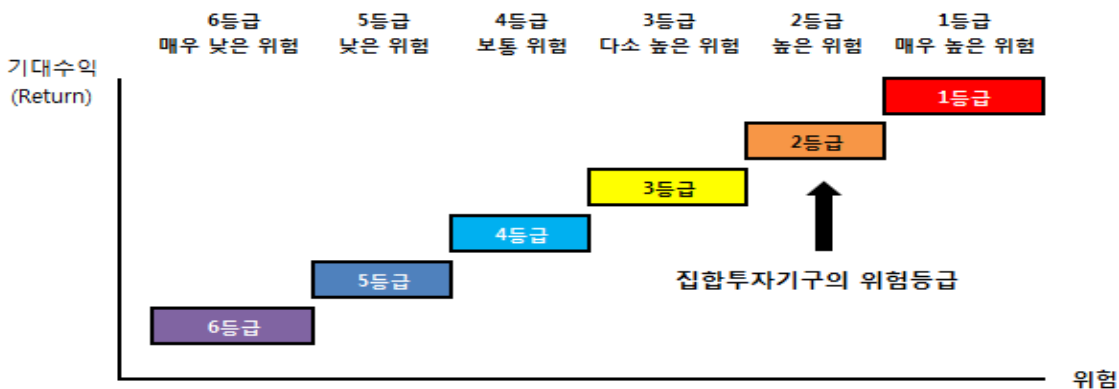 6등급 5등급 4등급 3등급 2등급 1등급
매우 낮은 위험 낮은 위험 보통 위험 다소 높은 위험 높은 위험 매우 높은 위험
기대수익
(Return)
1등급
2등급
3등급
4등급
5등급
6등급
집합투자기구의 위험등급
위험